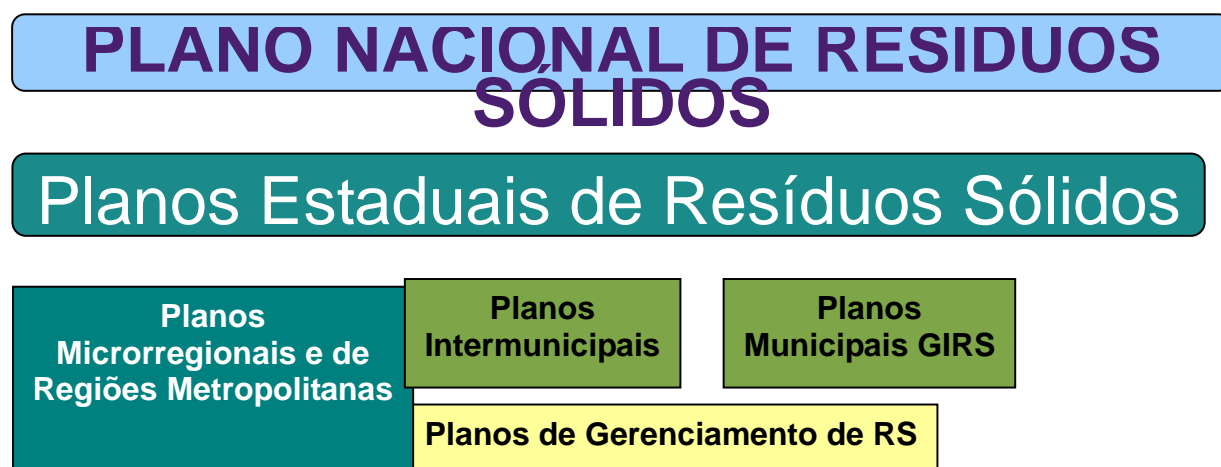 PLANO NACIONAL DE RESIDUOS
SÓLIDOS
Planos Estaduais de Resíduos Sólidos
Planos
Microrregionais e de
Regiões Metropolitanas
Planos
Intermunicipais
Planos
Municipais GIRS
Planos de Gerenciamento de RS